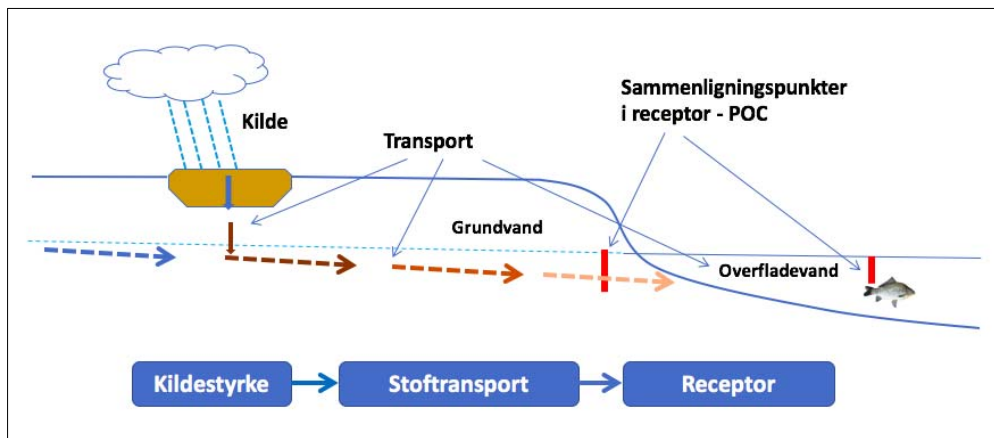 Kilde
Transport
Sammenligningspunkter
i receptor - POC
Grundvand
Overfladevand
Kildestyrke
Stoftransport
Receptor